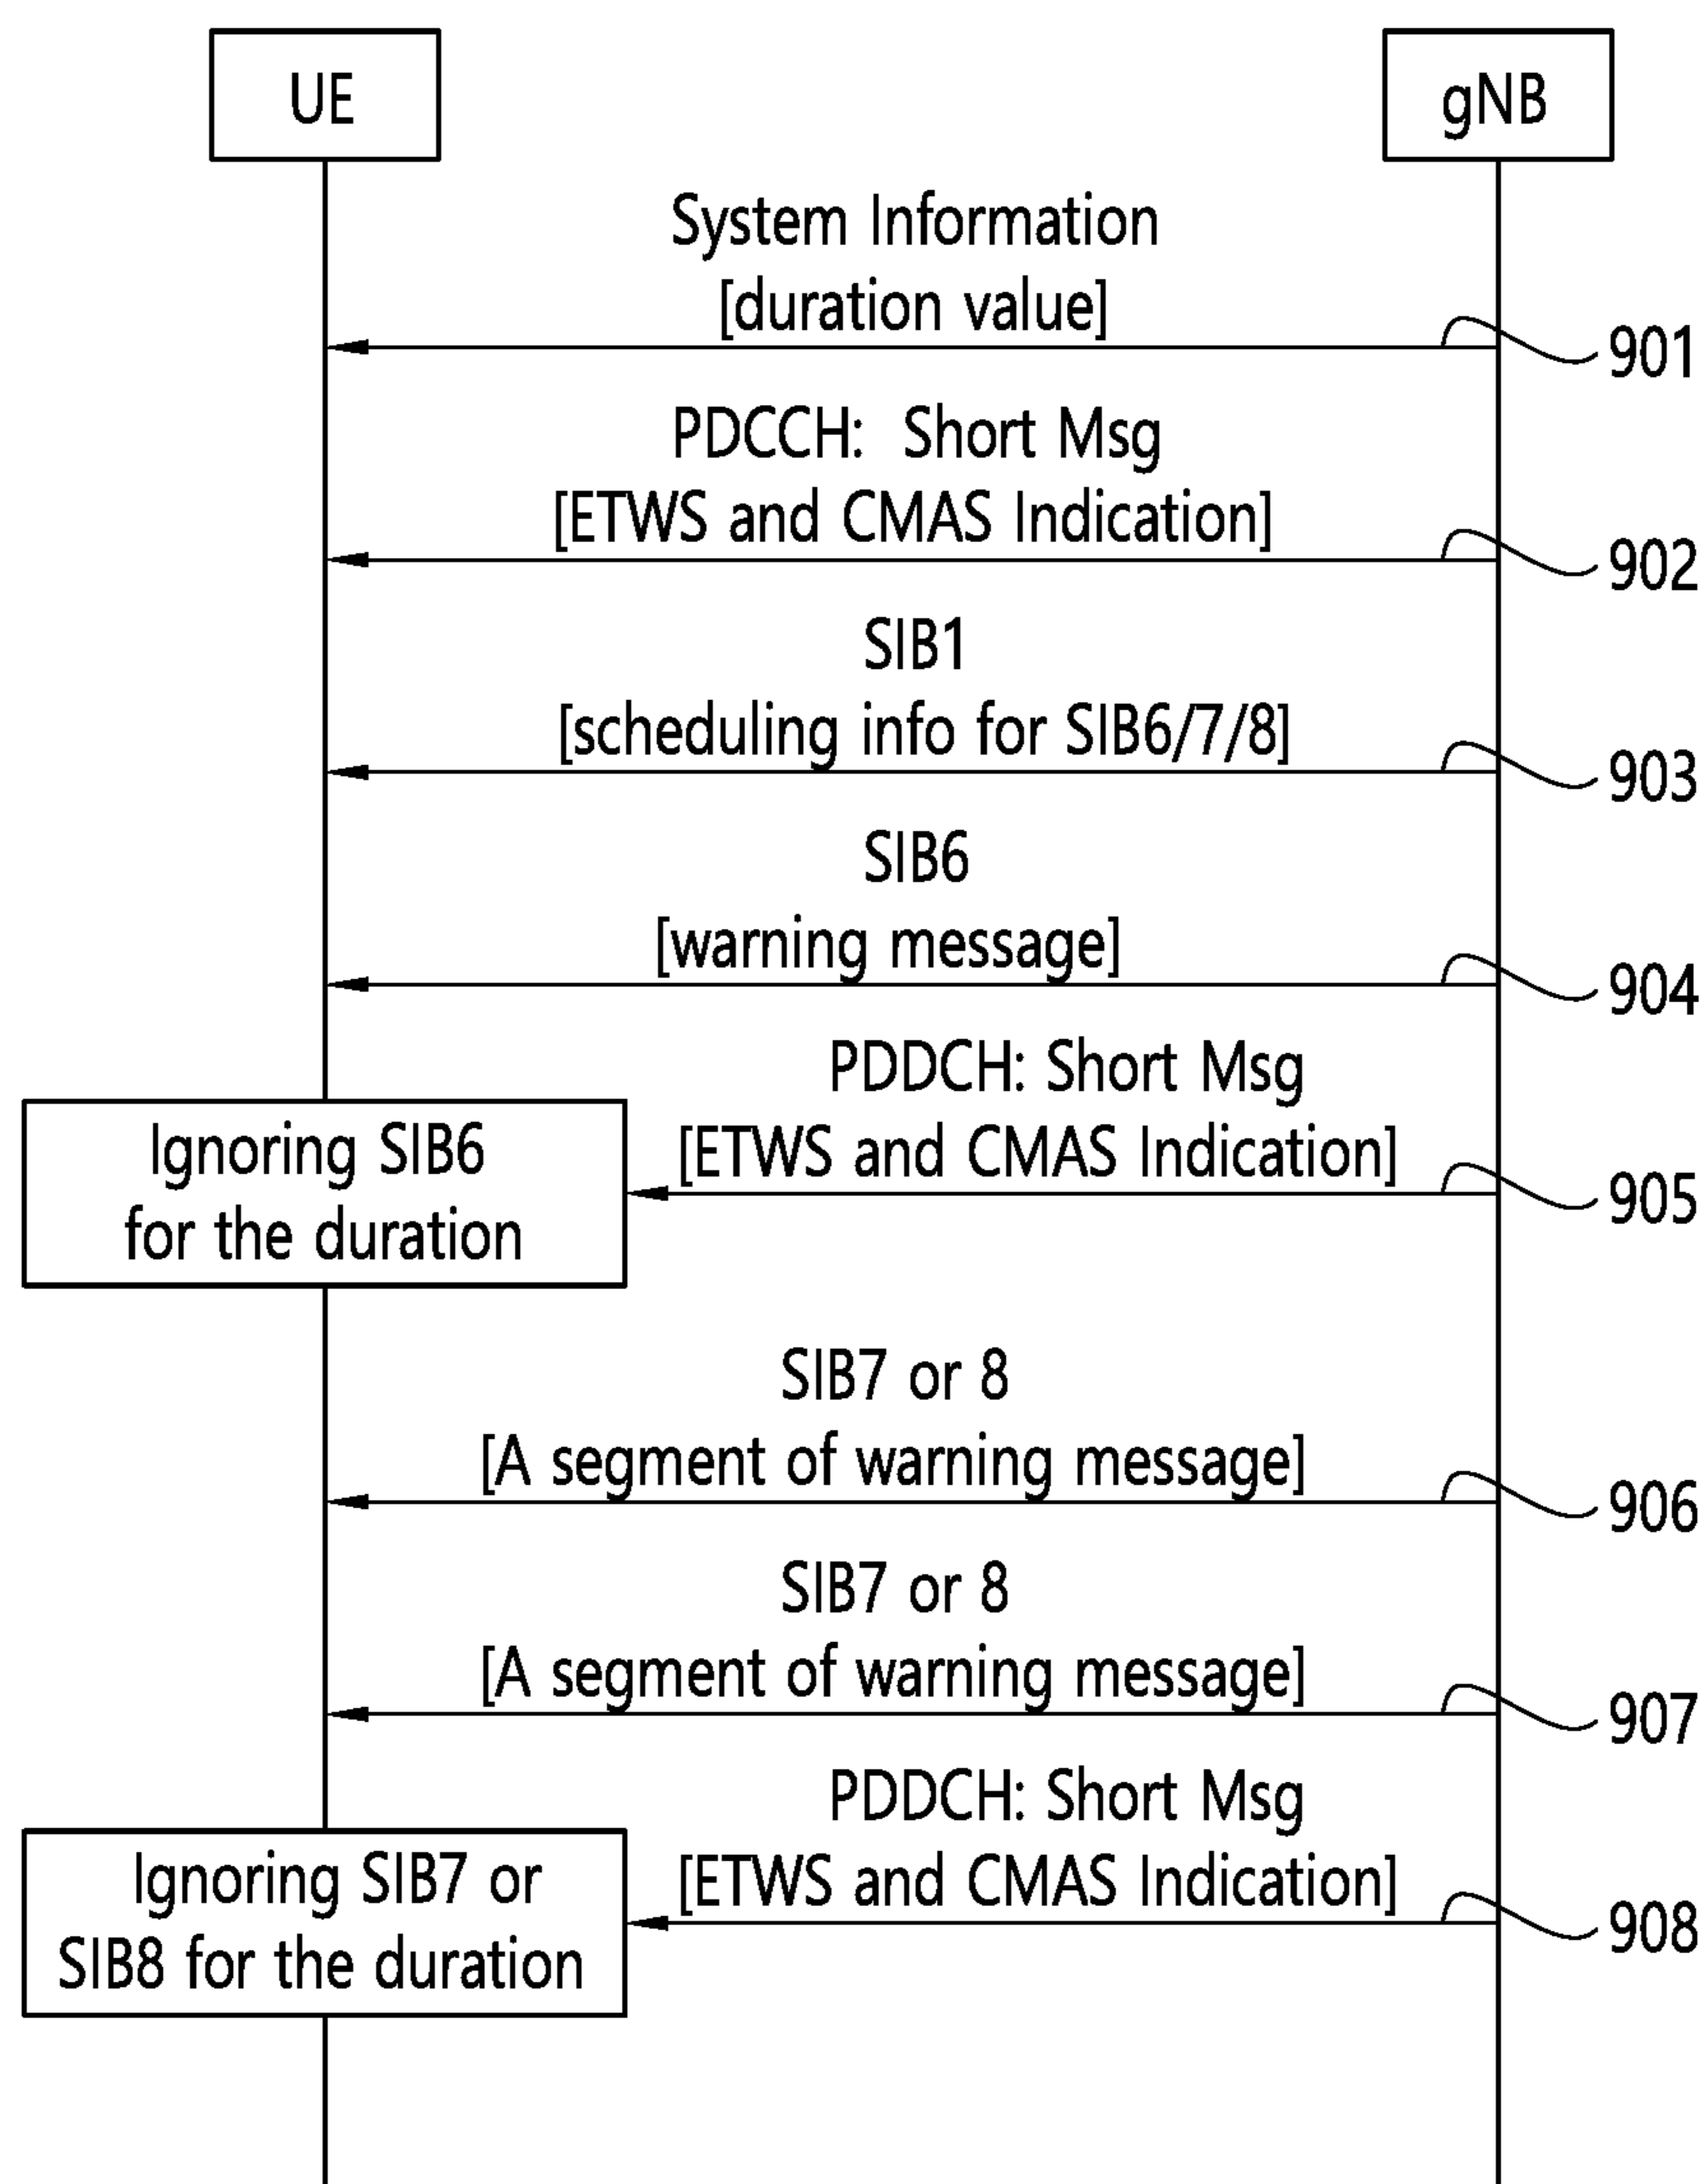 UE
gNB
System Information
[duration value]
901
PDCCH: Short Msg
[ETWS and CMAS Indication]
902
SIB1
[scheduling info for SIB6/7/8]
903
SIB6
[warning message]
904
PDDCH: Short Msg
[ETWS and CMAS Indication]
905
Ignoring SIB6
for the duration
SIB7 or 8
[A segment of warning message]
906
SIB7 or 8
[A segment of warning message]
907
PDDCH: Short Msg
[ETWS and CMAS Indication]
908
Ignoring SIB7 or
SIB8 for the duration